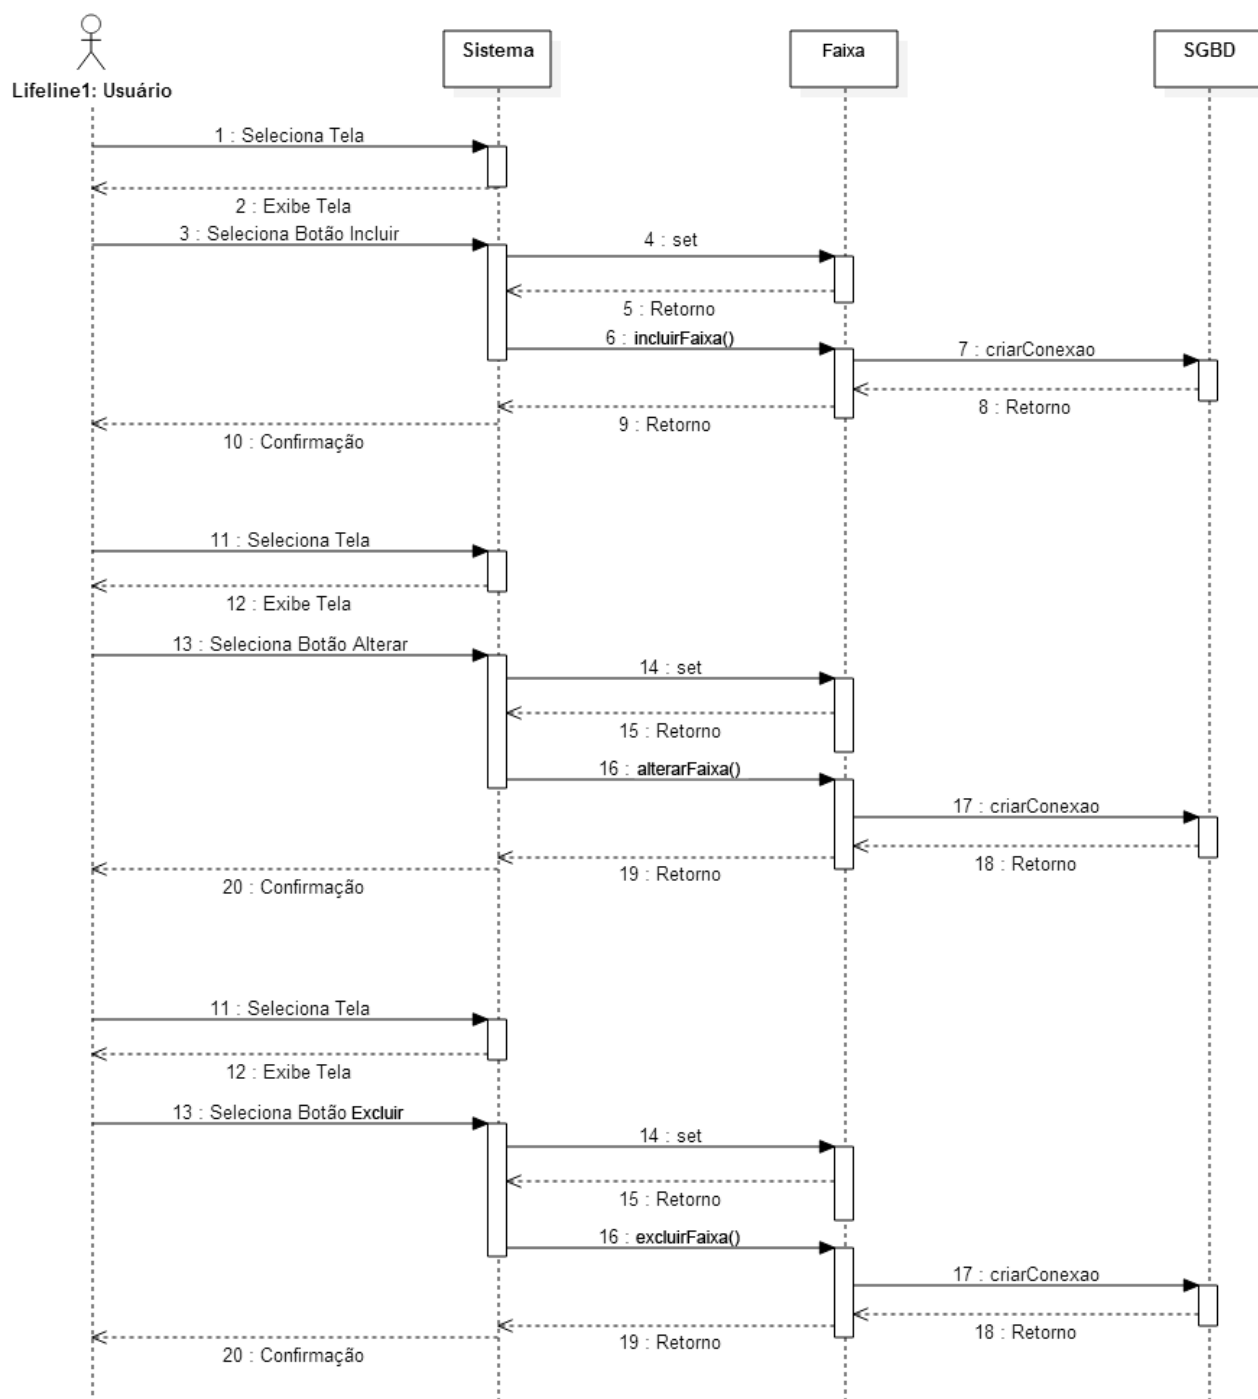 Lifeline1: Usuário
Sistema
Faixa
SGBD
1 : Seleciona Tela
2 : Exibe Tela
3 : Seleciona Botão Incluir
4 : set
5 : Retorno
6 : incluirFaixa()
7 : criarConexao
8 : Retorno
9 : Retorno
10 : Confirmação
11 : Seleciona Tela
12 : Exibe Tela
13 : Seleciona Botão Alterar
14 : set
15 : Retorno
16 : alterarFaixa()
17 : criarConexao
18 : Retorno
19 : Retorno
20 : Confirmação
11 : Seleciona Tela
12 : Exibe Tela
13 : Seleciona Botão Excluir
14 : set
15 : Retorno
16 : excluirFaixa()
17 : criarConexao
18 : Retorno
19 : Retorno
20 : Confirmação